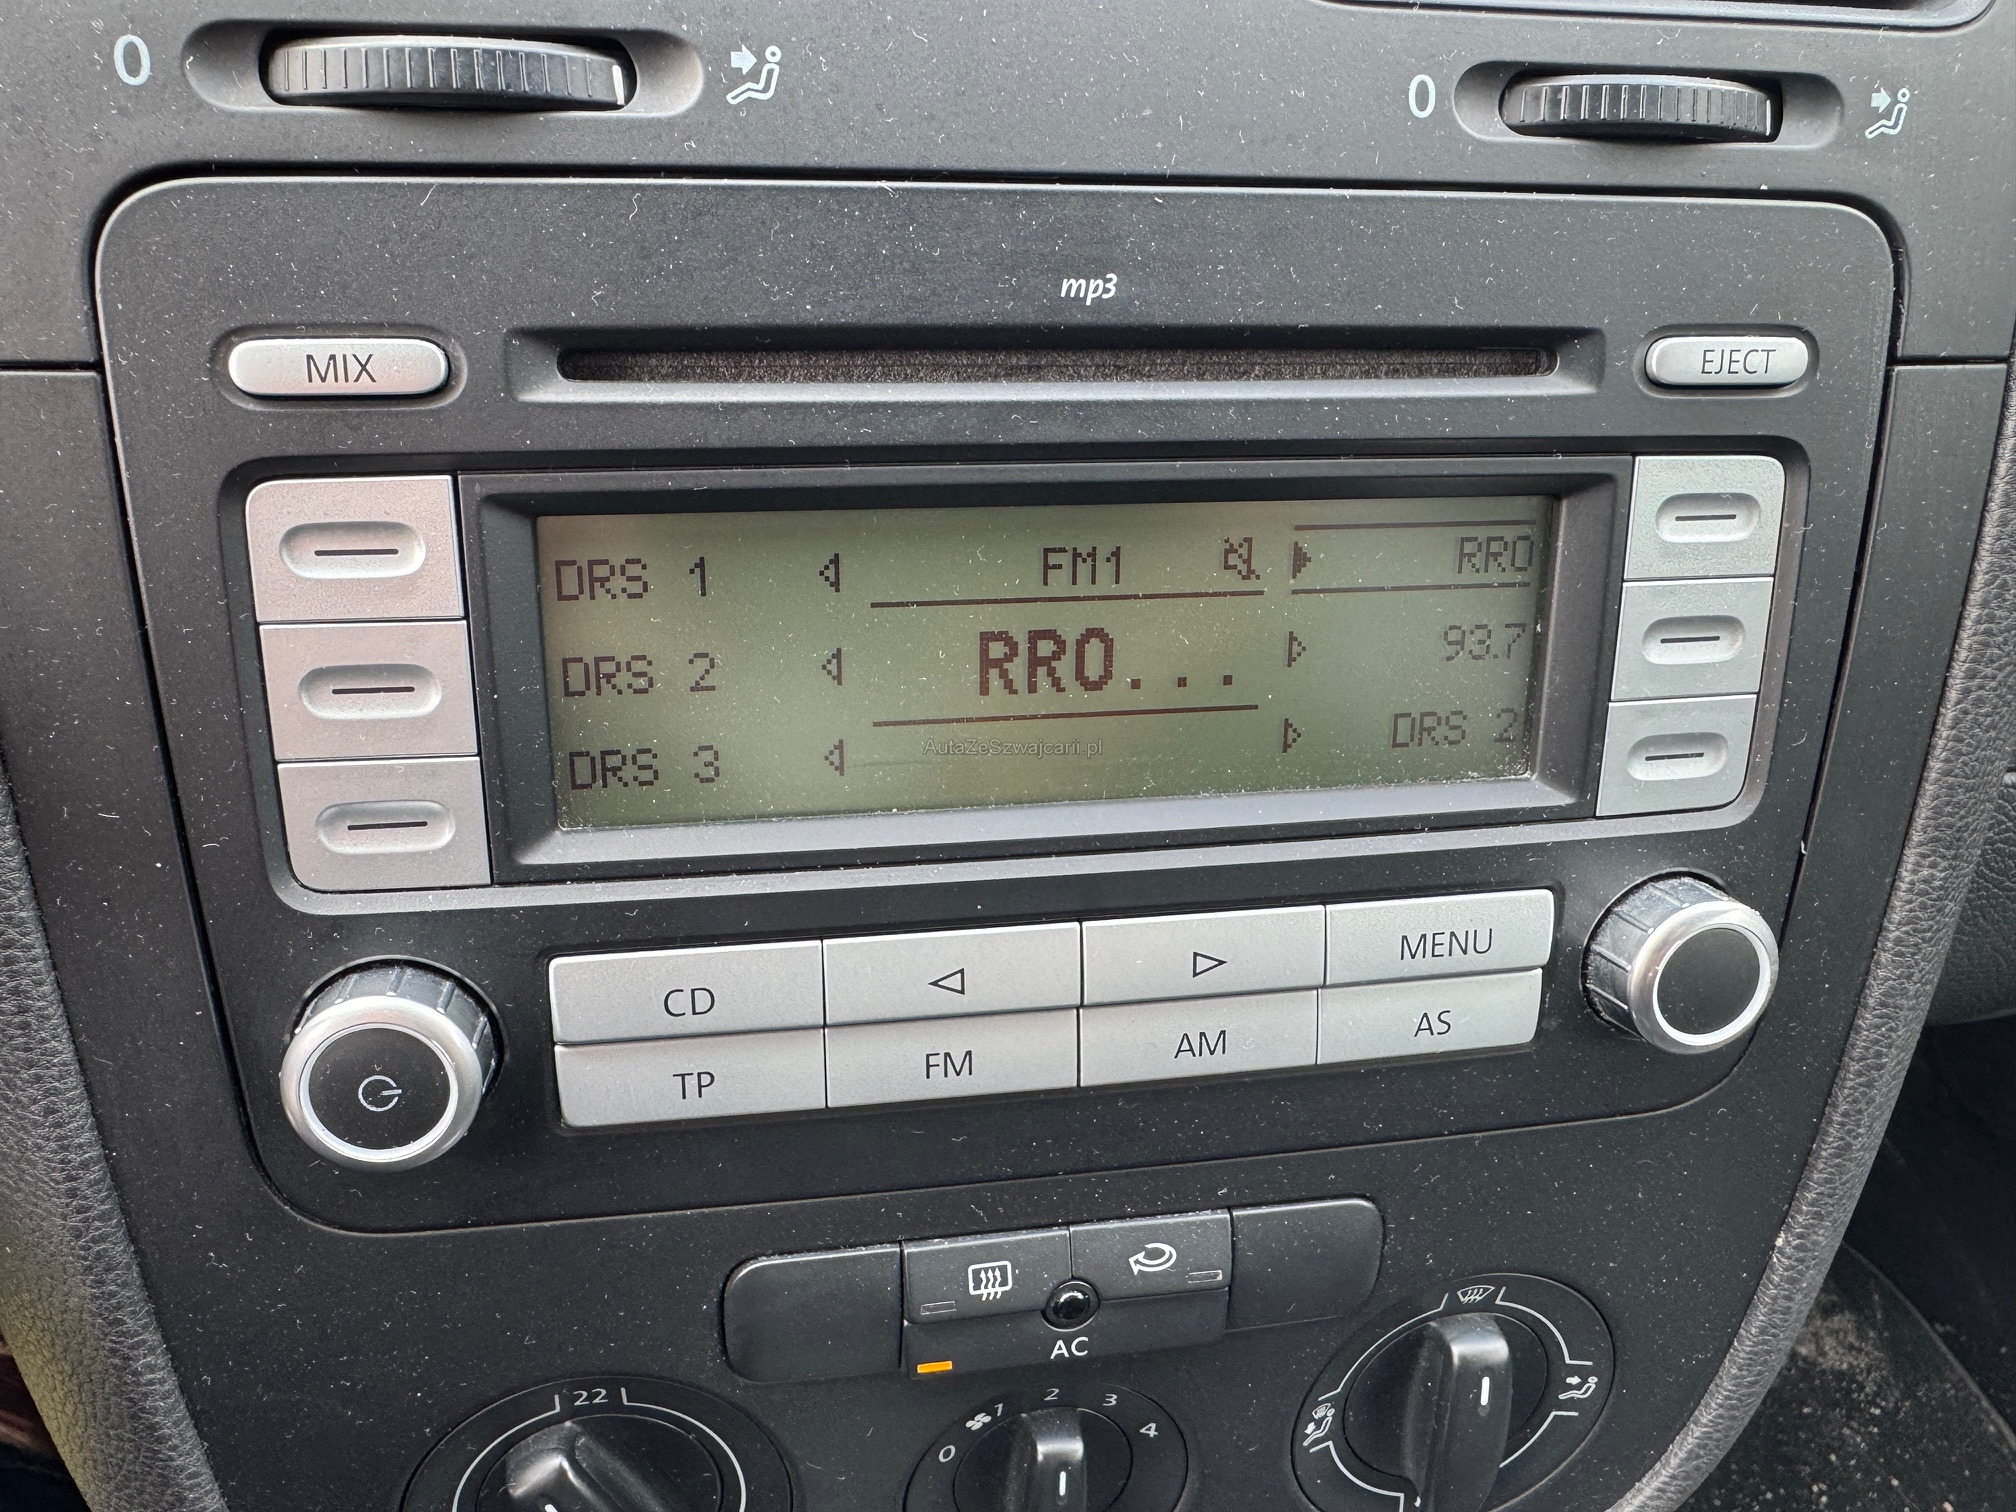 0
0
mp3
MIX
EJECT
DRS 1
FM1
RRO
DRS 2
RRO...
93.7
DRS 3
DRS 2
AutaZeSzwajcarii.pl
CD
MENU
TP
FM
AM
AS
AC
22
0 1 2 3 4